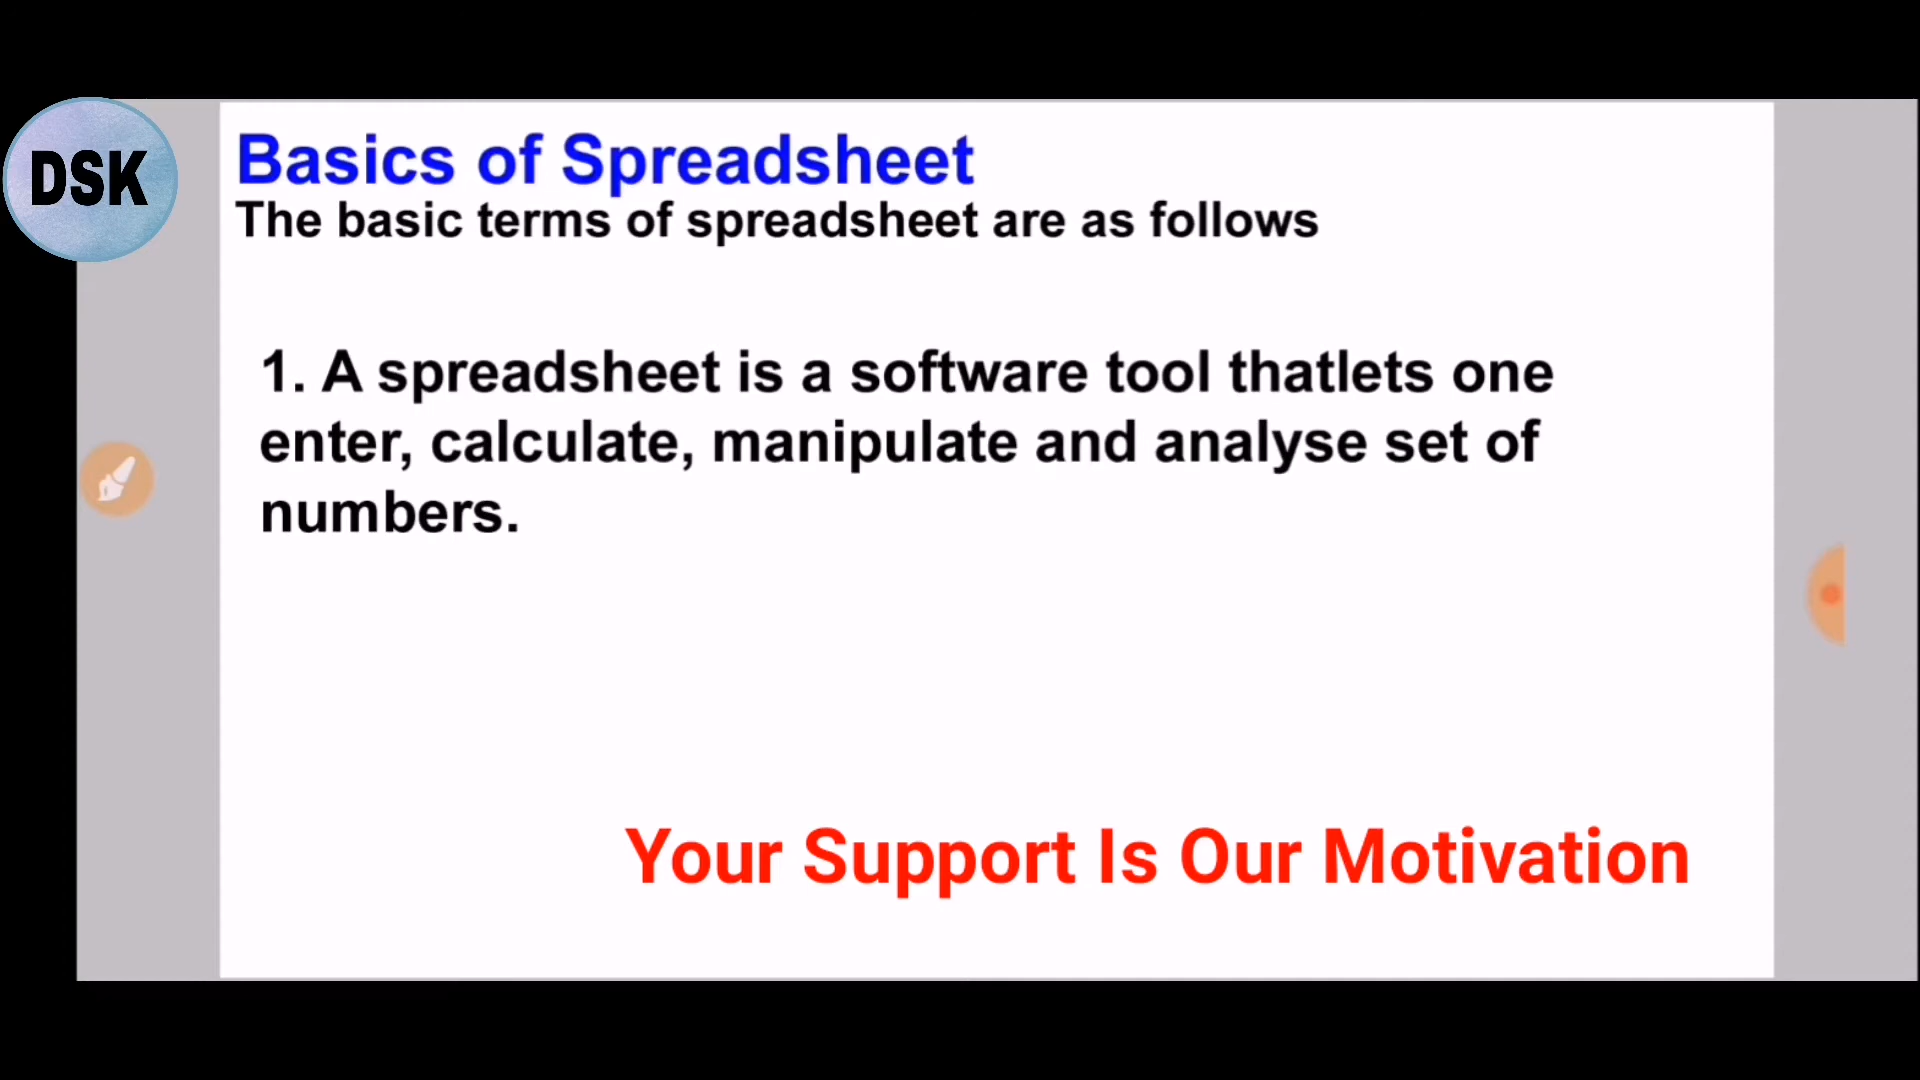 DSK
Basics of Spreadsheet
The basic terms of spreadsheet are as follows
1. A spreadsheet is a software tool thatlets one
enter, calculate, manipulate and analyse set of
numbers.
Your Support Is Our Motivation